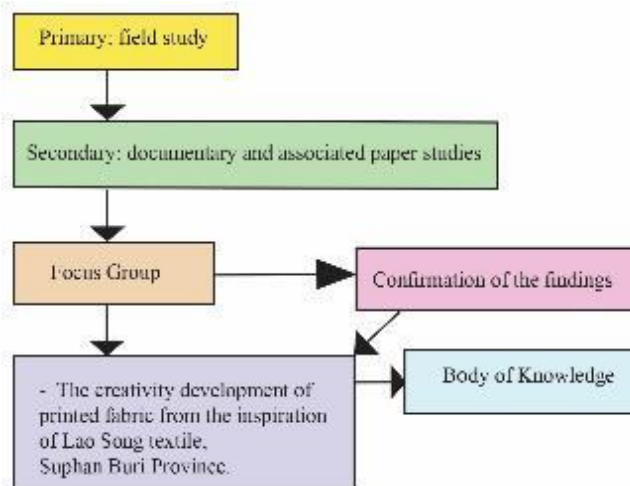 Primary: field study
Secondary: documentary and associated paper studies
Focus Group
Confirmation of the findings
- The creativity development of
printed fabric from the inspiration
of Lao Song textile,
Suphan Buri Province.
Body of Knowledge